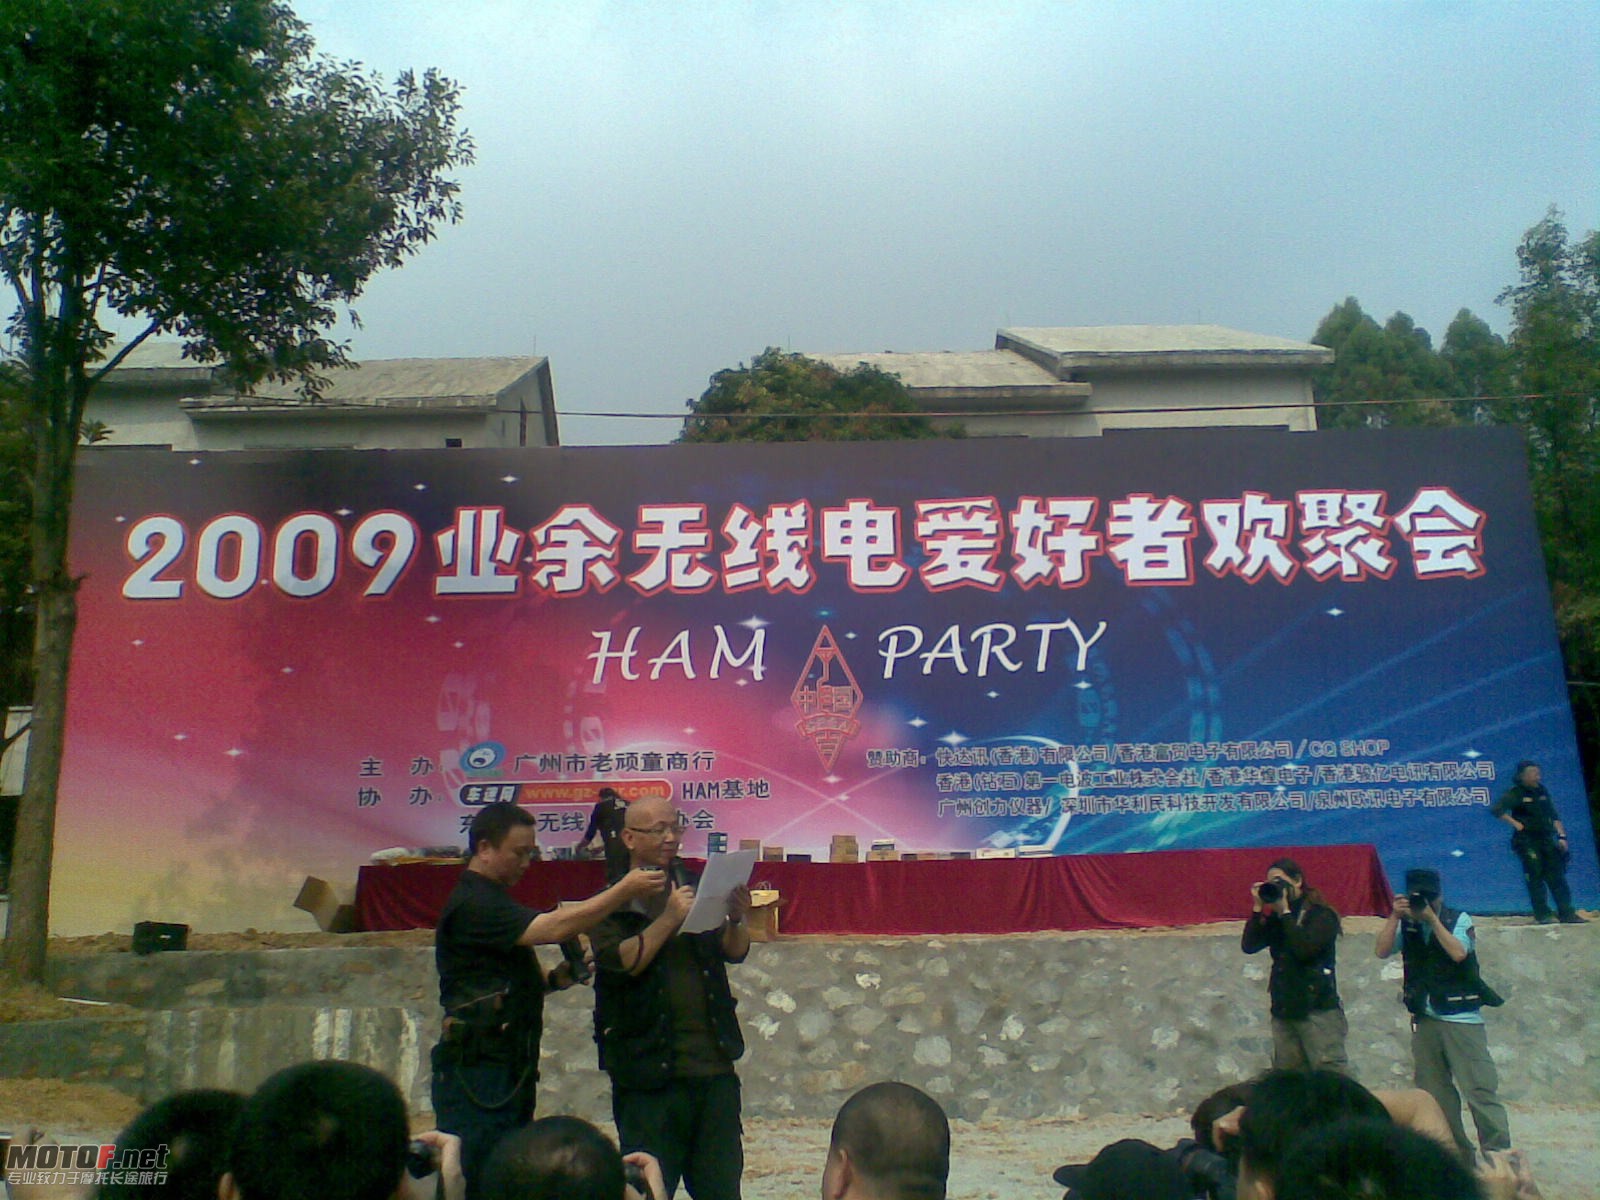 2009业余无线电爱好者欢聚会
HAM PARTY
中国
CRSA
主 办: 广州市老顽童商行
协 办: 车建网 HAM基地
无线 协会
赞助商: 快达讯(香港)有限公司/香港富贸电子有限公司/CQ SHOP
香港(钻石)第一电波工业株式会社/香港华煌电子/香港骏亿电讯有限公司
广州创力仪器/深圳市华利民科技开发有限公司/泉州欧讯电子有限公司
MOTOF.net
专业致力于摩托长途旅行